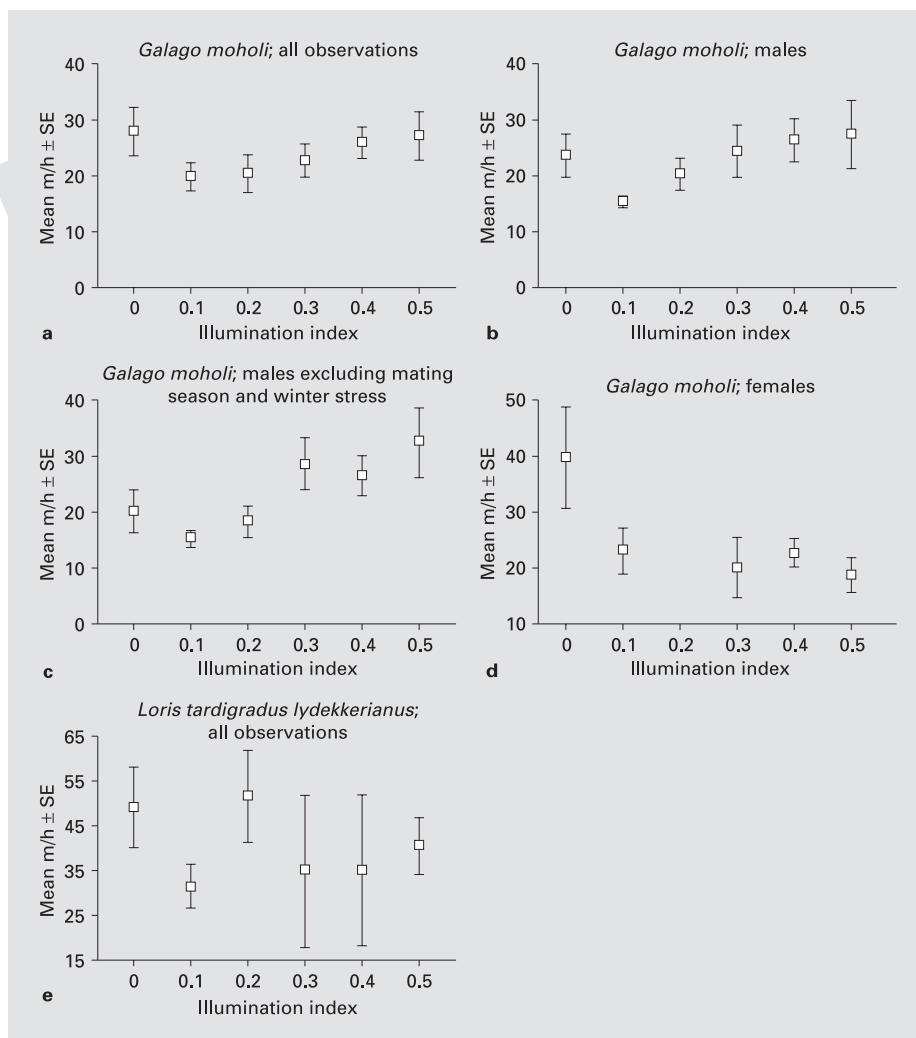 Galago moholi; all observations
40
30
20
10
0
Mean m/h ± SE
0 0.1 0.2 0.3 0.4 0.5
Illumination index
a
Galago moholi; males
40
30
20
10
0
Mean m/h ± SE
0 0.1 0.2 0.3 0.4 0.5
Illumination index
b
Galago moholi; males excluding mating
season and winter stress
40
30
20
10
0
Mean m/h ± SE
0 0.1 0.2 0.3 0.4 0.5
Illumination index
c
Galago moholi; females
50
40
30
20
10
Mean m/h ± SE
0 0.1 0.2 0.3 0.4 0.5
Illumination index
d
Loris tardigradus lydekkerianus;
all observations
65
55
45
35
25
15
Mean m/h ± SE
0 0.1 0.2 0.3 0.4 0.5
Illumination index
e